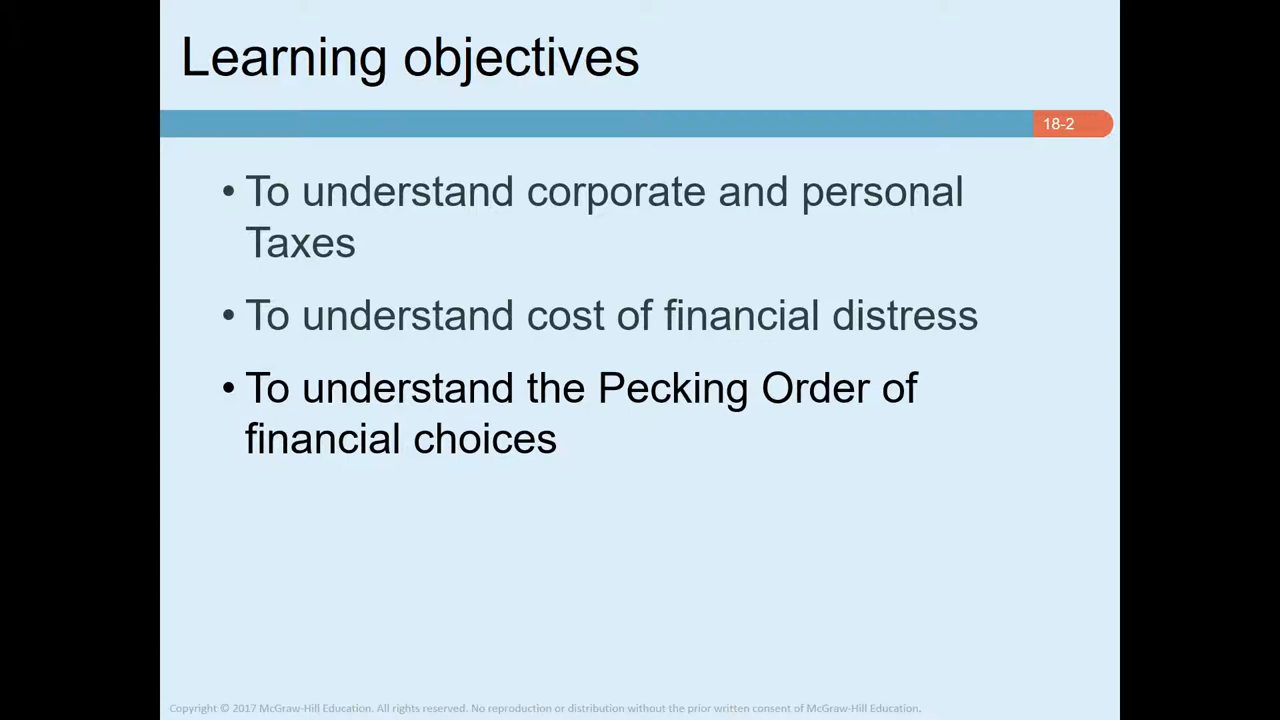 Learning objectives
18-2
• To understand corporate and personal
Taxes
• To understand cost of financial distress
• To understand the Pecking Order of
financial choices
Copyright © 2017 McGraw-Hill Education. All rights reserved. No reproduction or distribution without the prior written consent of McGraw-Hill Education.